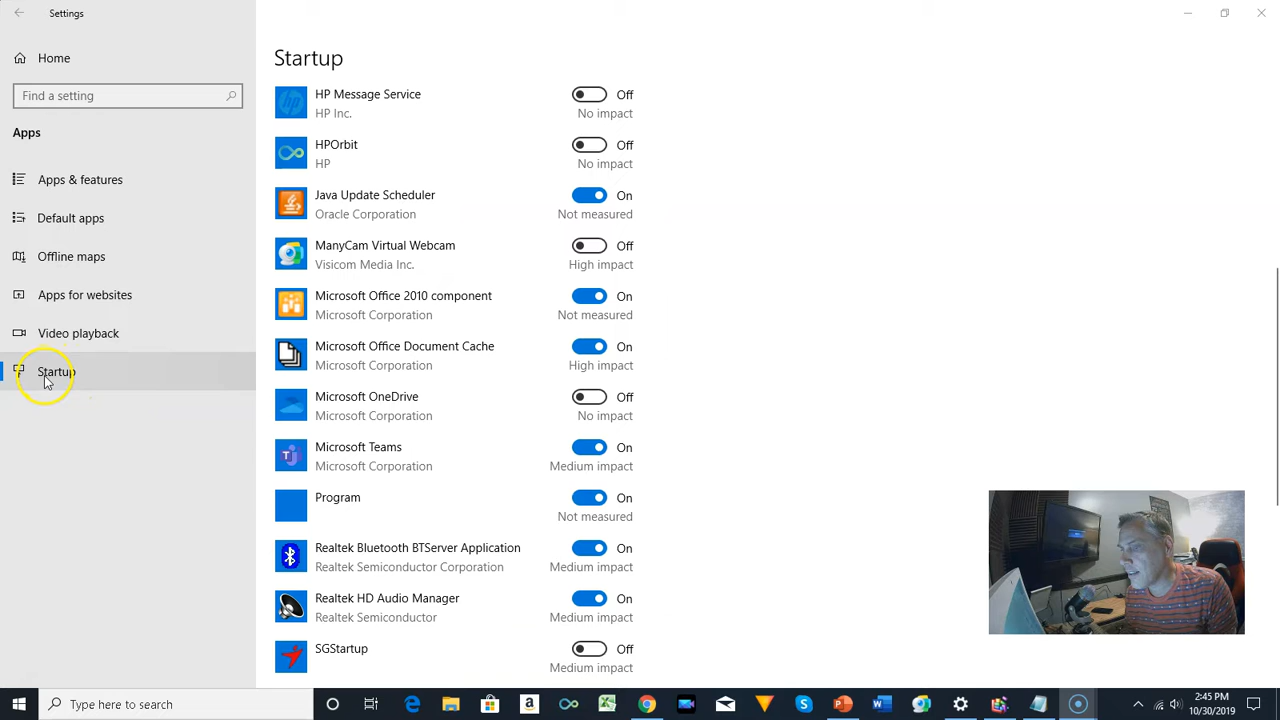 Settings
Home
Find a setting
Apps
Apps & features
Default apps
Offline maps
Apps for websites
Video playback
Startup
Startup
HP Message Service
Off
HP Inc.
No impact
HPOrbit
Off
HP
No impact
Java Update Scheduler
On
Oracle Corporation
Not measured
ManyCam Virtual Webcam
Off
Visicom Media Inc.
High impact
Microsoft Office 2010 component
On
Microsoft Corporation
Not measured
Microsoft Office Document Cache
On
Microsoft Corporation
High impact
Microsoft OneDrive
Off
Microsoft Corporation
No impact
Microsoft Teams
On
Microsoft Corporation
Medium impact
Program
On
Not measured
Realtek Bluetooth BTServer Application
On
Realtek Semiconductor Corporation
Medium impact
Realtek HD Audio Manager
On
Realtek Semiconductor
Medium impact
SGStartup
Off
Medium impact
Type here to search
2:45 PM
10/30/2019